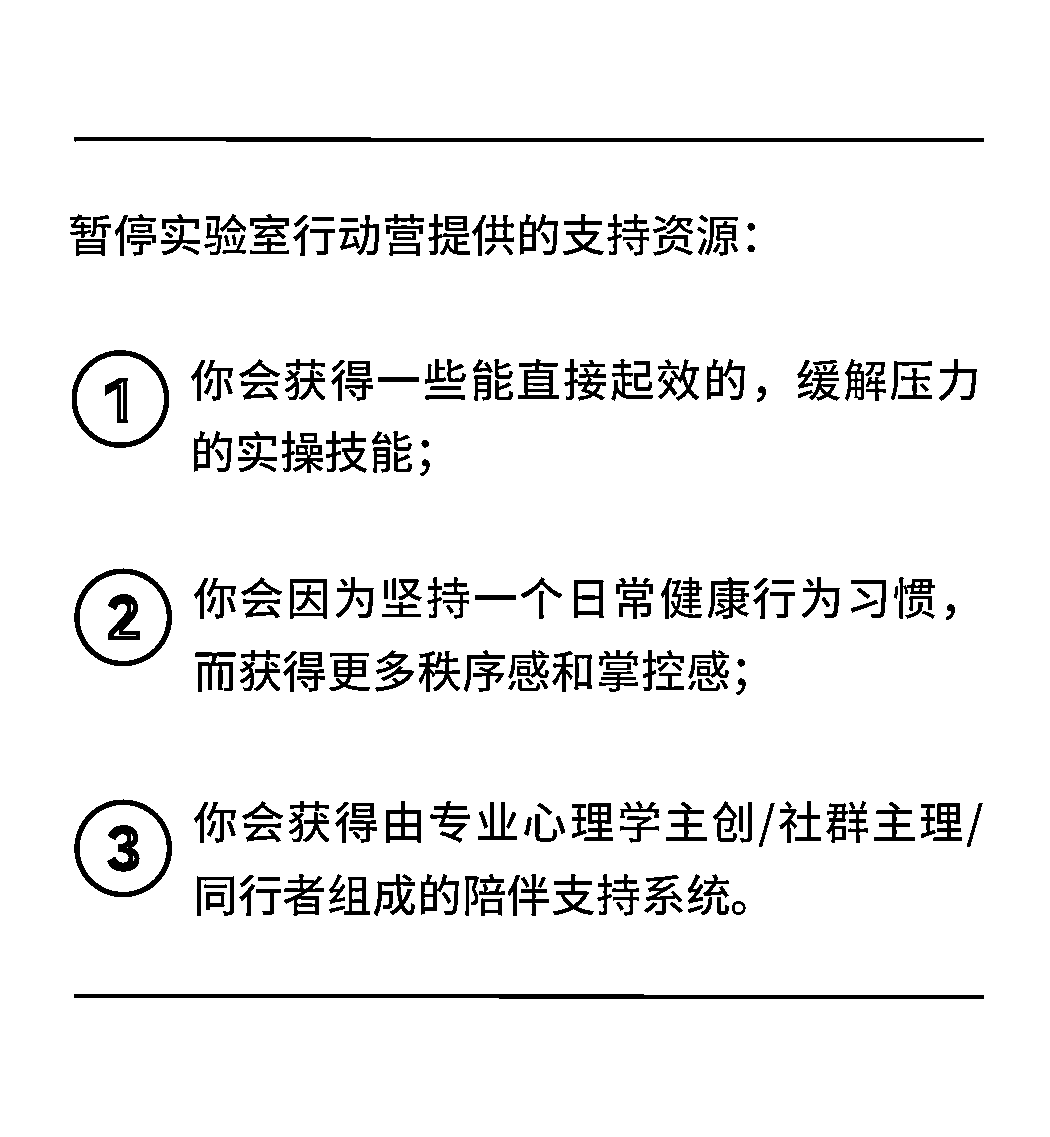 暂停实验室行动营提供的支持资源：
1 你会获得一些能直接起效的，缓解压力
的实操技能；
2 你会因为坚持一个日常健康行为习惯，
而获得更多秩序感和掌控感；
3 你会获得由专业心理学主创/社群主理/
同行者组成的陪伴支持系统。